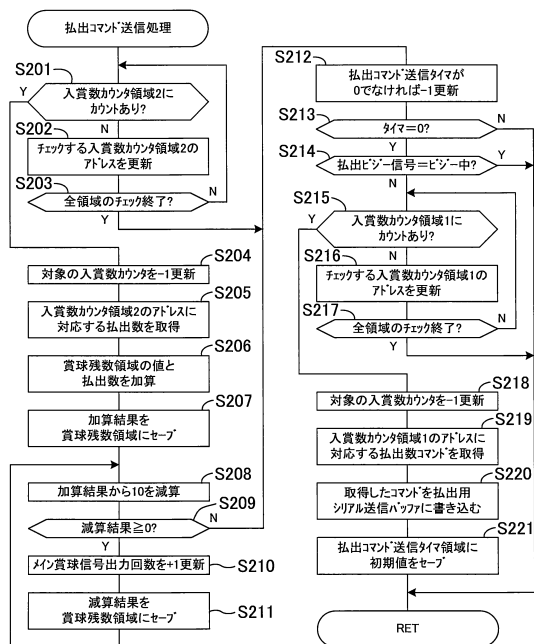 払出コマンド送信処理
S201
Y
入賞数カウンタ領域2に
カウントあり?
N
S202
チェックする入賞数カウンタ領域2の
アドレスを更新
S203
全領域のチェック終了?
N
Y
S204
対象の入賞数カウンタを-1更新
S205
入賞数カウンタ領域2のアドレスに
対応する払出数を取得
S206
賞球残数領域の値と
払出数を加算
S207
加算結果を
賞球残数領域にセーブ
S208
加算結果から10を減算
S209
減算結果≧0?
N
Y
メイン賞球信号出力回数を+1更新
S210
減算結果を
賞球残数領域にセーブ
S211
S212
払出コマンド送信タイマが
0でなければ-1更新
S213
タイマ=0?
N
Y
S214
払出ビジー信号=ビジー中?
Y
N
S215
Y
入賞数カウンタ領域1に
カウントあり?
N
S216
チェックする入賞数カウンタ領域1の
アドレスを更新
S217
全領域のチェック終了?
N
Y
S218
対象の入賞数カウンタを-1更新
S219
入賞数カウンタ領域1のアドレスに
対応する払出数コマンドを取得
S220
取得したコマンドを払出用
シリアル送信バッファに書き込む
S221
払出コマンド送信タイマ領域に
初期値をセーブ
RET